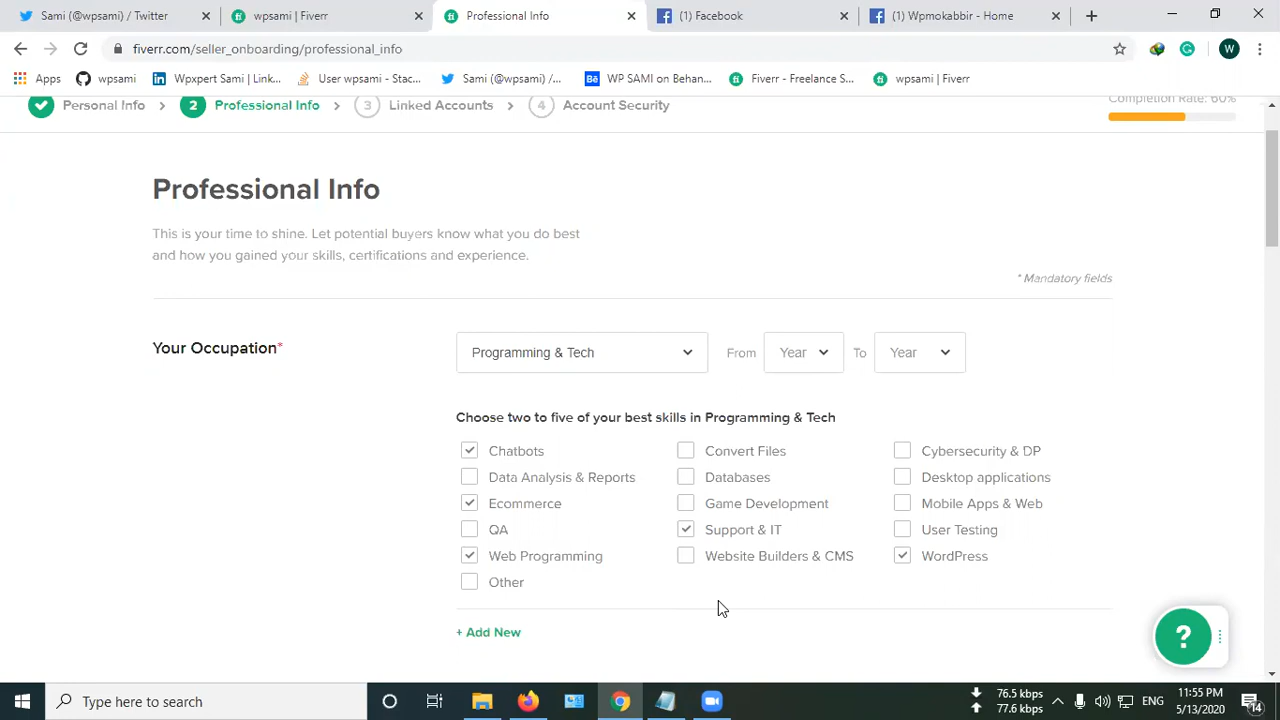 Sami (@wpsami) / Twitter
wpsami | Fiverr
Professional Info
(1) Facebook
(1) Wpmokabbir - Home
fiverr.com/seller_onboarding/professional_info
W
Apps
wpsami
Wpxpert Sami | Link...
User wpsami - Stac...
Sami (@wpsami) /...
WP SAMI on Behan...
Fiverr - Freelance S...
wpsami | Fiverr
Personal Info
2 Professional Info
3 Linked Accounts
4 Account Security
Completion Rate: 60%
Professional Info
This is your time to shine. Let potential buyers know what you do best
and how you gained your skills, certifications and experience.
* Mandatory fields
Your Occupation*
Programming & Tech
From
Year
To
Year
Choose two to five of your best skills in Programming & Tech
Chatbots
Convert Files
Cybersecurity & DP
Data Analysis & Reports
Databases
Desktop applications
Ecommerce
Game Development
Mobile Apps & Web
QA
Support & IT
User Testing
Web Programming
Website Builders & CMS
WordPress
Other
+ Add New
?
Type here to search
76.5 kbps
77.6 kbps
ENG
11:55 PM
5/13/2020
14